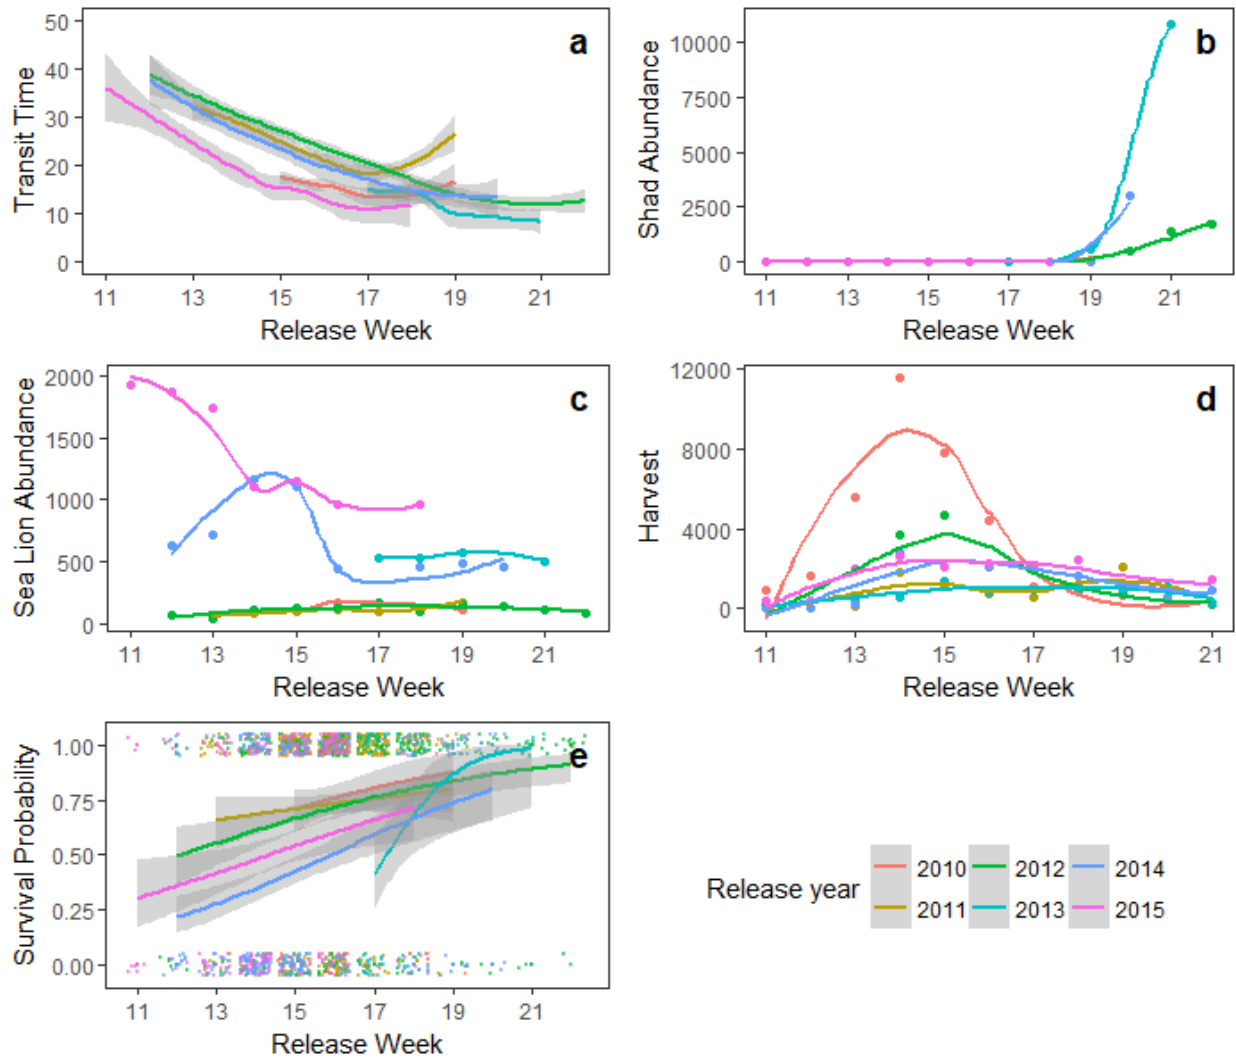 a
50
40
30
20
10
0
Transit Time
11 13 15 17 19 21
Release Week
b
10000
7500
5000
2500
0
Shad Abundance
11 13 15 17 19 21
Release Week
c
2000
1500
1000
500
0
Sea Lion Abundance
11 13 15 17 19 21
Release Week
d
12000
8000
4000
0
Harvest
11 13 15 17 19 21
Release Week
e
1.00
0.75
0.50
0.25
0.00
Survival Probability
11 13 15 17 19 21
Release Week
Release year
2010 2012 2014
2011 2013 2015